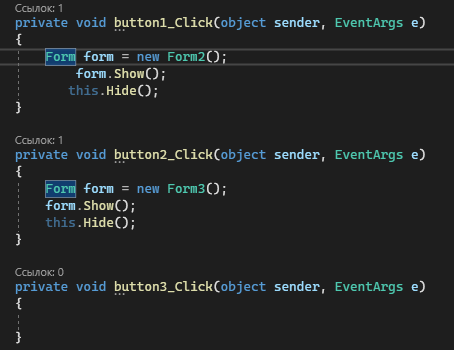 Ссылок: 1
private void button1_Click(object sender, EventArgs e)
{
Form form = new Form2();
form.Show();
this.Hide();
}
Ссылок: 1
private void button2_Click(object sender, EventArgs e)
{
Form form = new Form3();
form.Show();
this.Hide();
}
Ссылок: 0
private void button3_Click(object sender, EventArgs e)
{
}